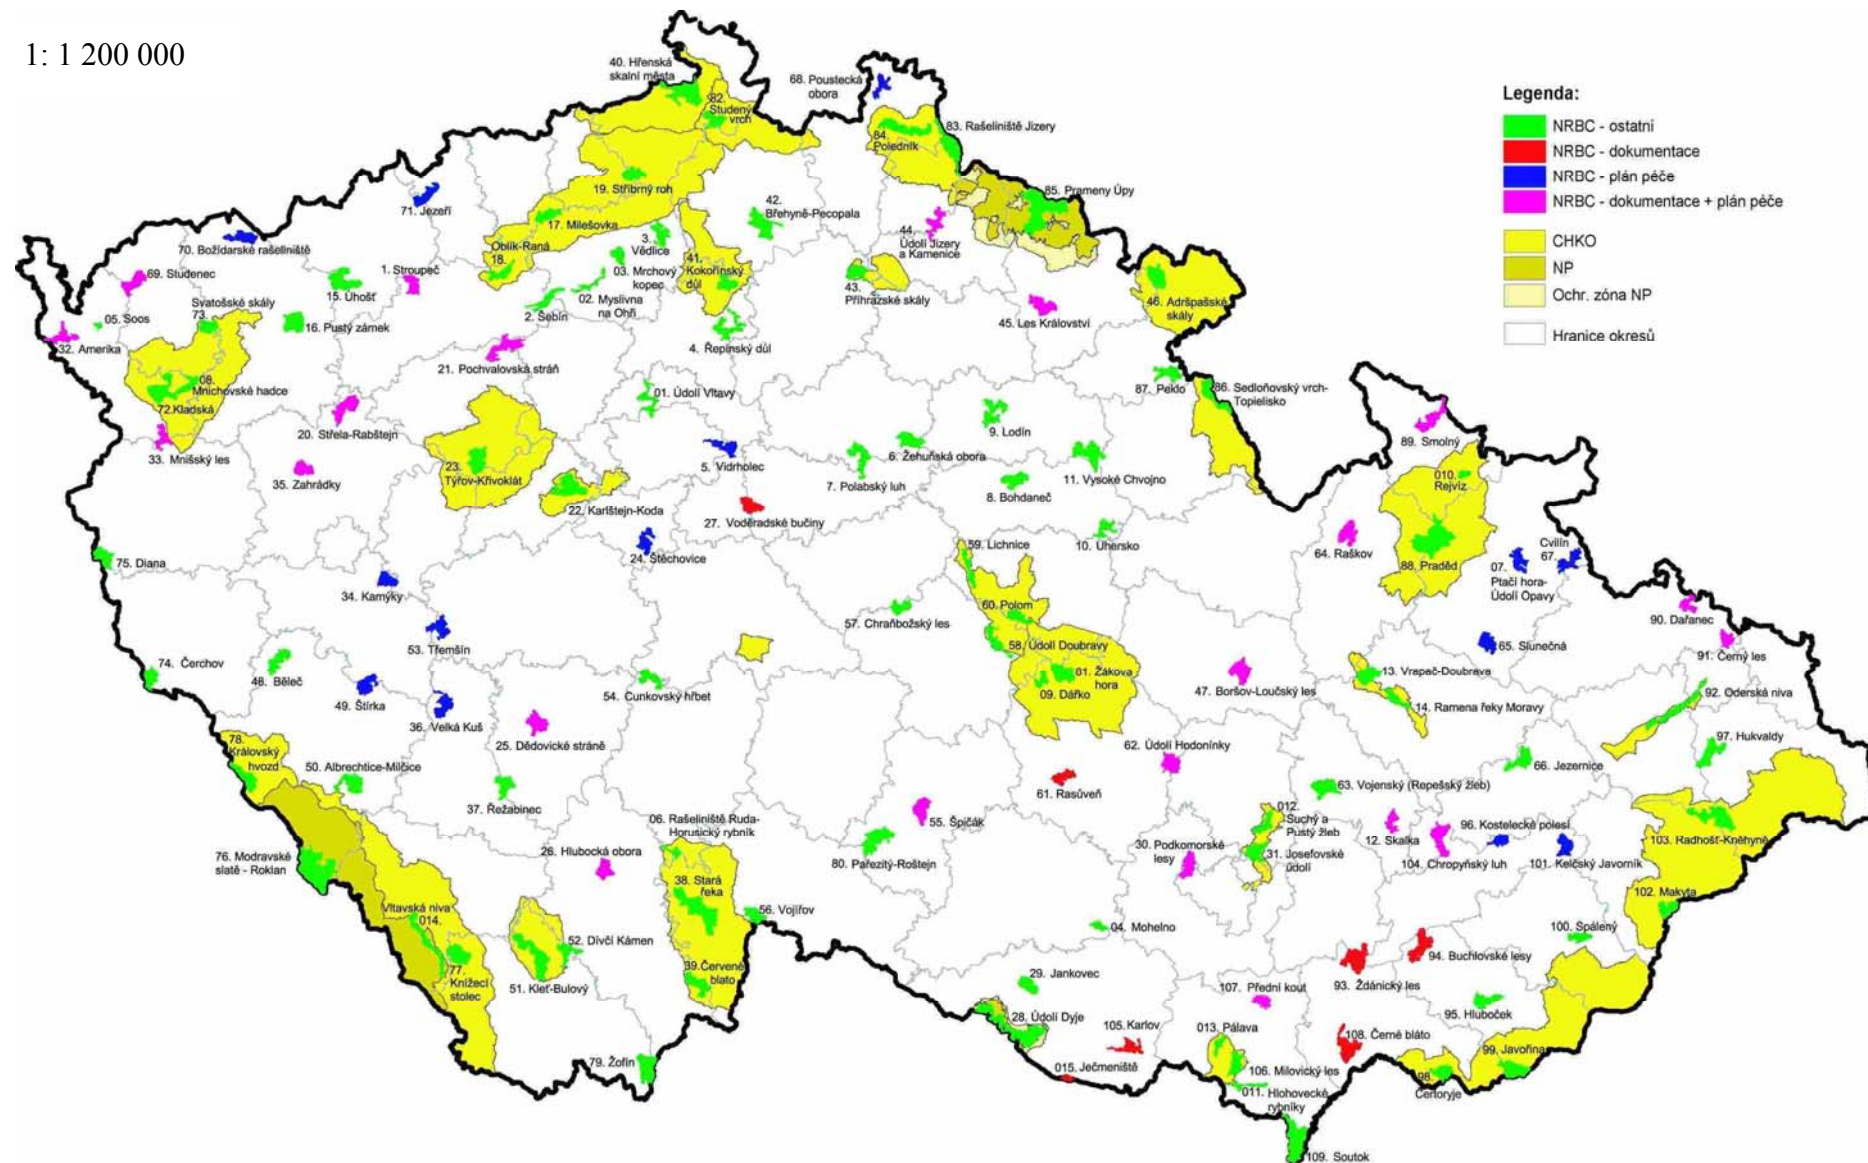 1: 1 200 000
40. Hřenská
skalní města
68. Poustecká
obora
82.
Studený
vrch
83. Rašeliniště Jizery
84.
Poledník
Legenda:
NRBC - ostatní
NRBC - dokumentace
NRBC - plán péče
NRBC - dokumentace + plán péče
CHKO
NP
Ochr. zóna NP
Hranice okresů
19. Stříbrný roh
85. Prameny Úpy
71. Jezeří
42.
Břehyně-Pecopala
17. Milešovka
44.
Údolí Jizery
a Kamenice
70. Božídarské rašeliniště
Oblík-Raná
18.
3.
Vědlice
69. Studenec
1. Stroupeč
03. Mrchový
kopec
41.
Kokořínský
důl
43.
Příhrazské skály
15. Úhošť
02. Myslivna
na Ohři
46. Adršpašské
skály
Svatošské skály
73.
05. Soos
16. Pustý zámek
2. Šebín
45. Les Království
32. Amerika
4. Řepínský důl
21. Pochvalovská stráň
08.
Mnichovské hadce
72. Kladská
87. Peklo
86. Sedloňovský vrch-
Topielisko
01. Údolí Vltavy
20. Střela-Rabštejn
9. Lodín
89. Smolný
33. Mnišský les
5. Vidrholec
6. Žehuňská obora
23.
Týřov-Křivoklát
35. Zahrádky
7. Polabský luh
8. Bohdaneč
11. Vysoké Chvojno
010.
Rejvíz
22. Karlštejn-Koda
27. Voděradské bučiny
24. Štěchovice
10. Uhersko
59. Lichnice
64. Raškov
Cvilín
67.
75. Diana
88. Praděd
07.
Ptačí hora-
Údolí Opavy
34. Kamýky
60. Polom
57. Chraňbožský les
90. Dařanec
53. Třemšín
58. Údolí Doubravy
65. Slunečná
91. Černý les
74. Čerchov
48. Běleč
01. Žákova
hora
09. Dářko
13. Vrapač-Doubrava
54. Čunkovský hřbet
47. Boršov-Loučský les
92. Oderská niva
49. Štírka
14. Ramena řeky Moravy
36. Velká Kuš
78.
Královský
hvozd
25. Dědovické stráně
62. Údolí Hodonínky
97. Hukvaldy
50. Albrechtice-Milčice
66. Jezernice
63. Vojenský (Repešský žleb)
37. Řežabinec
61. Rasůveň
012.
Suchý a
Pustý žleb
06. Rašeliniště Ruda-
Horusický rybník
55. Špičák
96. Kostelecké polesí
12. Skalka
103. Radhošť-Kněhyně
26. Hlubocká obora
80. Pařezitý-Roštejn
30. Podkomorské
lesy
31. Josefovské
údolí
104. Chropyňský luh
101. Kelčský Javorník
76. Modravské
slatě - Roklan
38. Stará
řeka
102. Makyta
Vltavská niva
014.
56. Vojířov
04. Mohelno
100. Spálený
52. Dívčí Kámen
94. Buchlovské lesy
77.
Knížecí
stolec
39. Červené
blato
29. Jankovec
51. Kleť-Bulový
107. Přední kout
93. Ždánický les
28. Údolí Dyje
95. Hluboček
105. Karlov
013. Pálava
108. Černé bláto
99. Javořina
79. Žofín
015. Ječmeniště
106. Milovický les
98.
Čertoryje
011. Hlohovecké
rybníky
109. Soutok